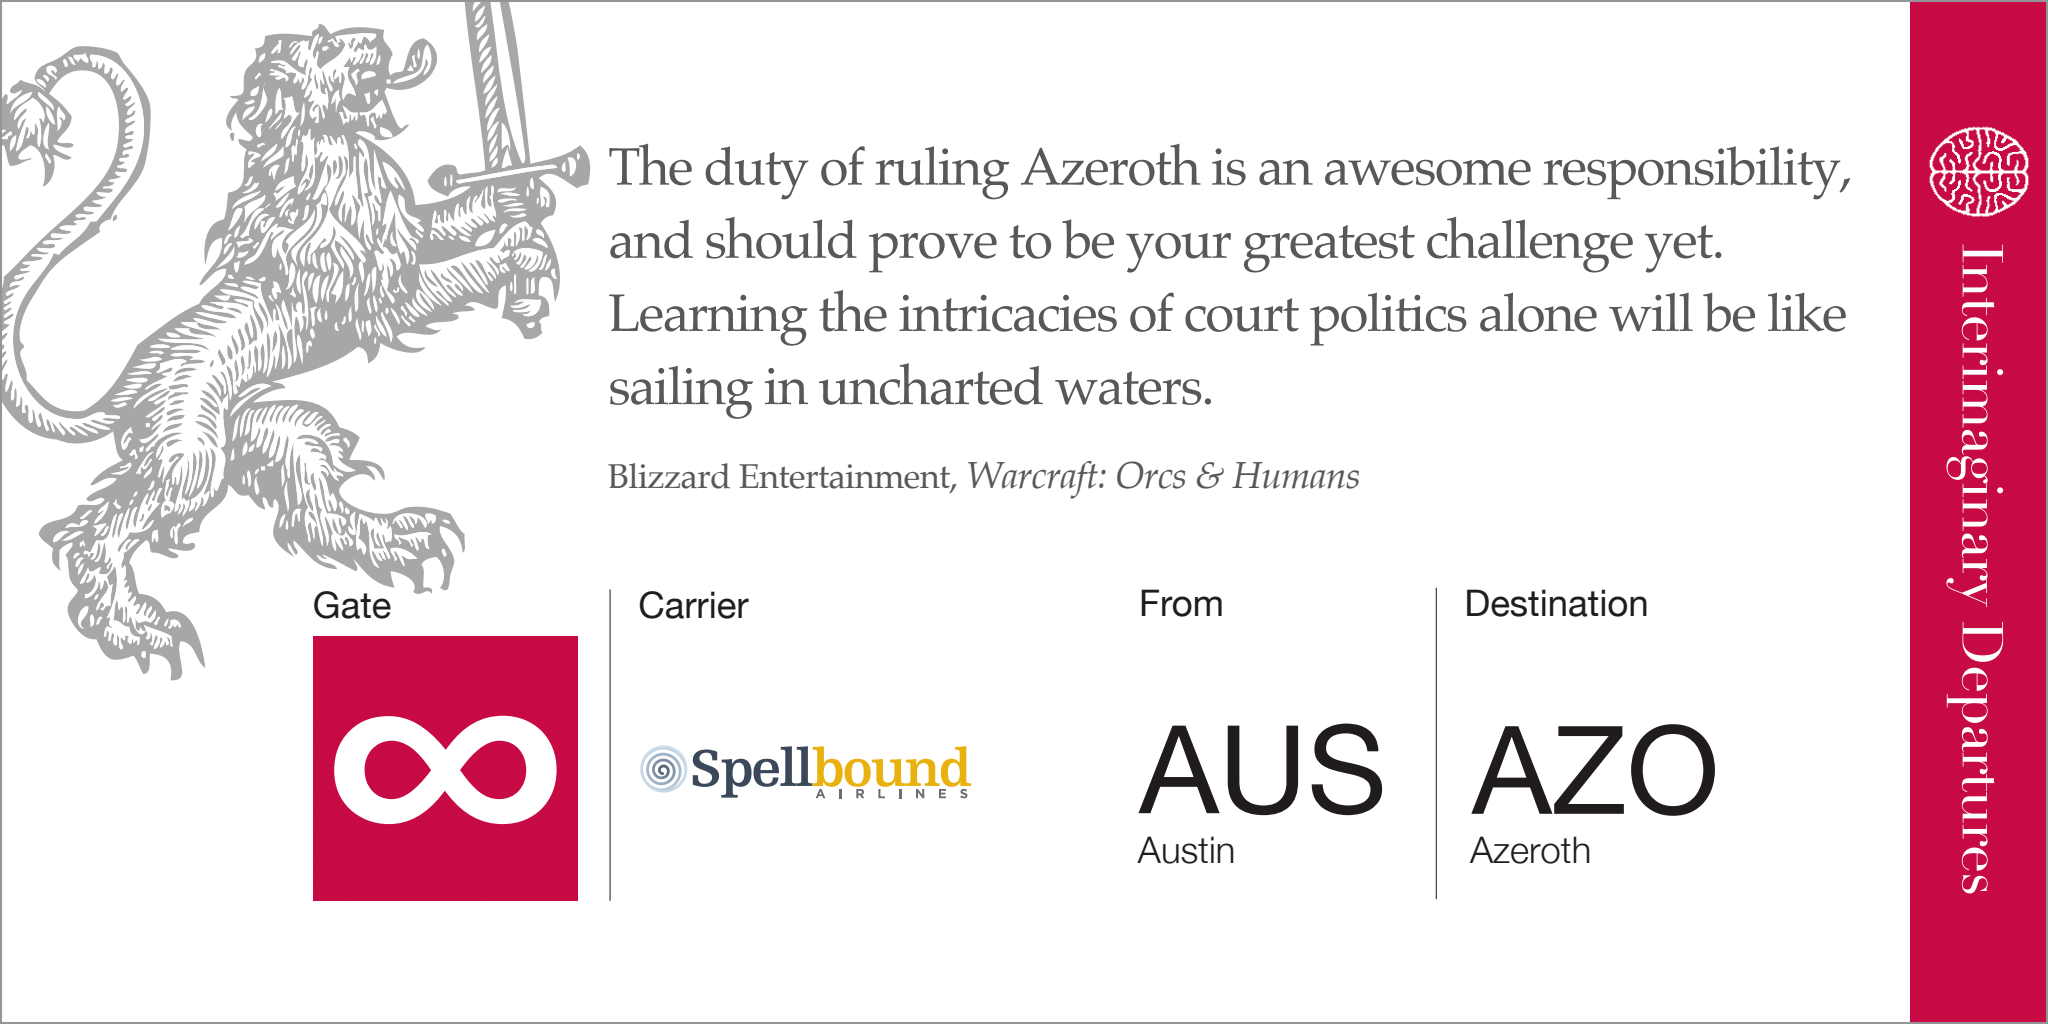 The duty of ruling Azeroth is an awesome responsibility,
and should prove to be your greatest challenge yet.
Learning the intricacies of court politics alone will be like
sailing in uncharted waters.
Blizzard Entertainment, Warcraft: Orcs & Humans
Gate
∞
Carrier
Spellbound
AIRLINES
From
AUS
Austin
Destination
AZO
Azeroth
Interimaginary Departures